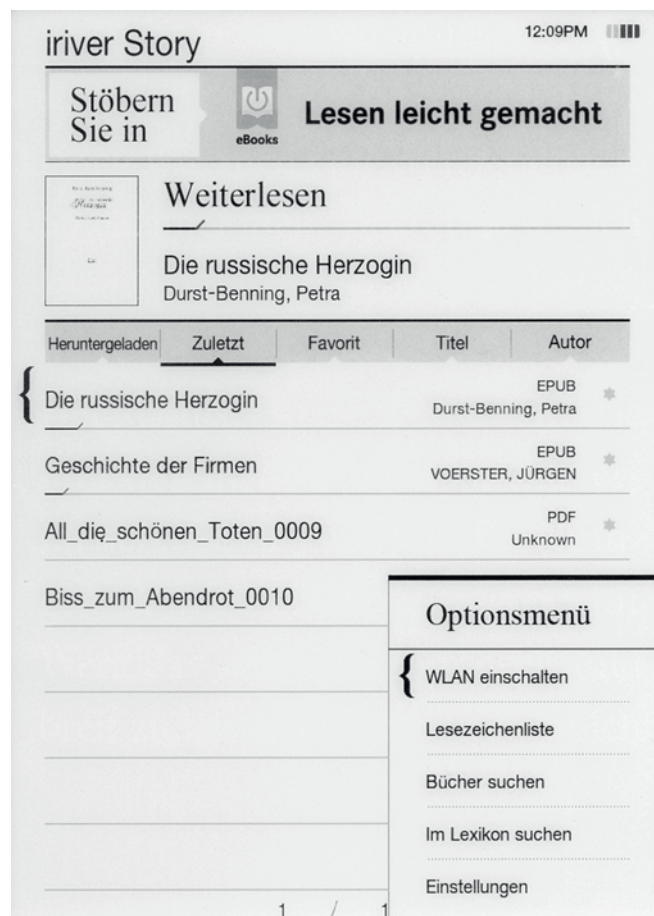 iriver Story
12:09PM
Stöbern
Sie in
eBooks
Lesen leicht gemacht
Weiterlesen
Die russische Herzogin
Durst-Benning, Petra
Heruntergeladen Zuletzt Favorit Titel Autor
Die russische Herzogin
EPUB
Durst-Benning, Petra
Geschichte der Firmen
EPUB
VOERSTER, JÜRGEN
All_die_schönen_Toten_0009
PDF
Unknown
Biss_zum_Abendrot_0010
Optionsmenü
WLAN einschalten
Lesezeichenliste
Bücher suchen
Im Lexikon suchen
Einstellungen
1 / 1